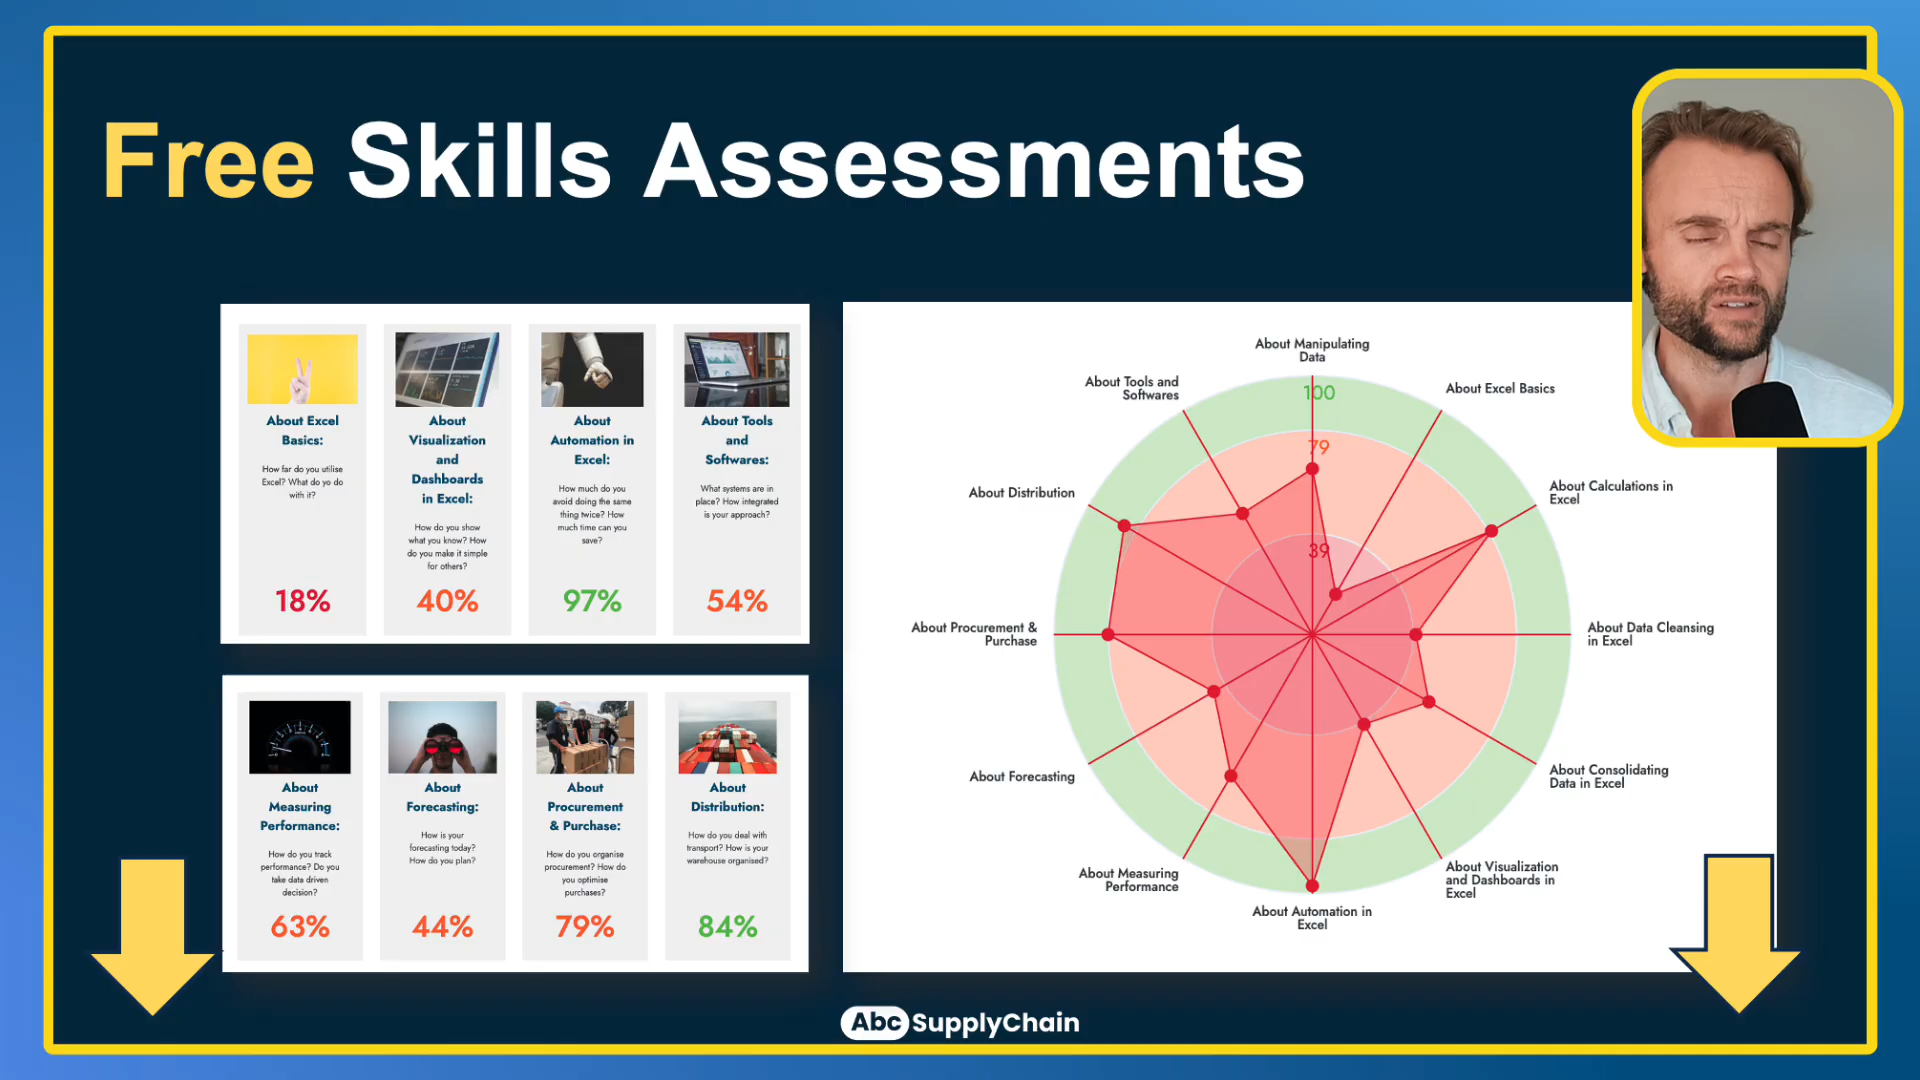 Free Skills Assessments
About Excel
Basics:
How far do you utilise
Excel? What do yo do
with it?
18%
About
Visualization
and
Dashboards
in Excel:
How do you show
what you know? How
do you make it simple
for others?
40%
About
Automation in
Excel:
How much do you
avoid doing the same
thing twice? How
much time can you
save?
97%
About Tools
and
Softwares:
What systems are in
place? How integrated
is your approach?
54%
About
Measuring
Performance:
How do you track
performance? Do you
take data driven
decision?
63%
About
Forecasting:
How is your
forecasting today?
How do you plan?
44%
About
Procurement
& Purchase:
How do you organise
procurement? How do
you optimise
purchases?
79%
About
Distribution:
How do you deal with
transport? How is your
warehouse organised?
84%
About Manipulating
Data
About Excel Basics
About Calculations in
Excel
About Data Cleansing
in Excel
About Consolidating
Data in Excel
About Visualization
and Dashboards in
Excel
About Automation in
Excel
About Measuring
Performance
About Forecasting
About Procurement &
Purchase
About Distribution
About Tools and
Softwares
100
79
39
Abc SupplyChain